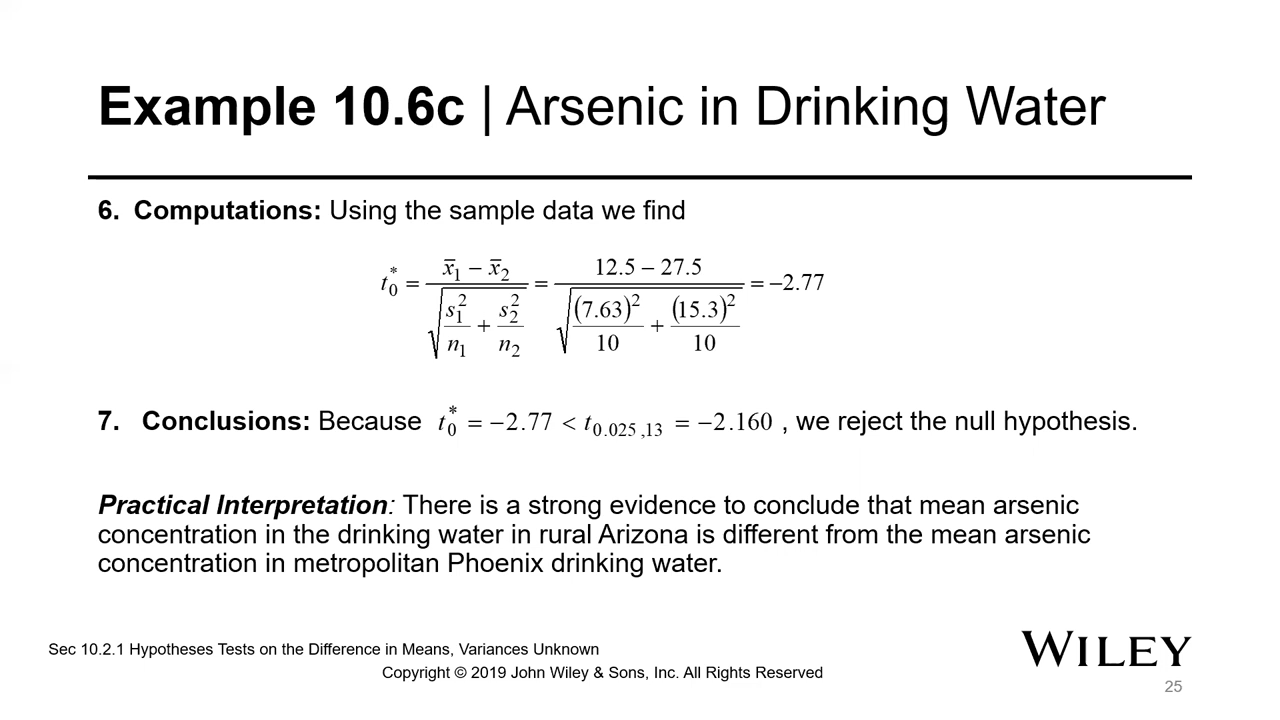 Example 10.6c | Arsenic in Drinking Water
6. Computations: Using the sample data we find
t₀* = (x̄₁ − x̄₂) / √(s₁²/n₁ + s₂²/n₂) = (12.5 − 27.5) / √((7.63)²/10 + (15.3)²/10) = −2.77
7. Conclusions: Because t₀* = −2.77 < t₀.₀₂₅,₁₃ = −2.160 , we reject the null hypothesis.
Practical Interpretation: There is a strong evidence to conclude that mean arsenic
concentration in the drinking water in rural Arizona is different from the mean arsenic
concentration in metropolitan Phoenix drinking water.
Sec 10.2.1 Hypotheses Tests on the Difference in Means, Variances Unknown
Copyright © 2019 John Wiley & Sons, Inc. All Rights Reserved
WILEY
25